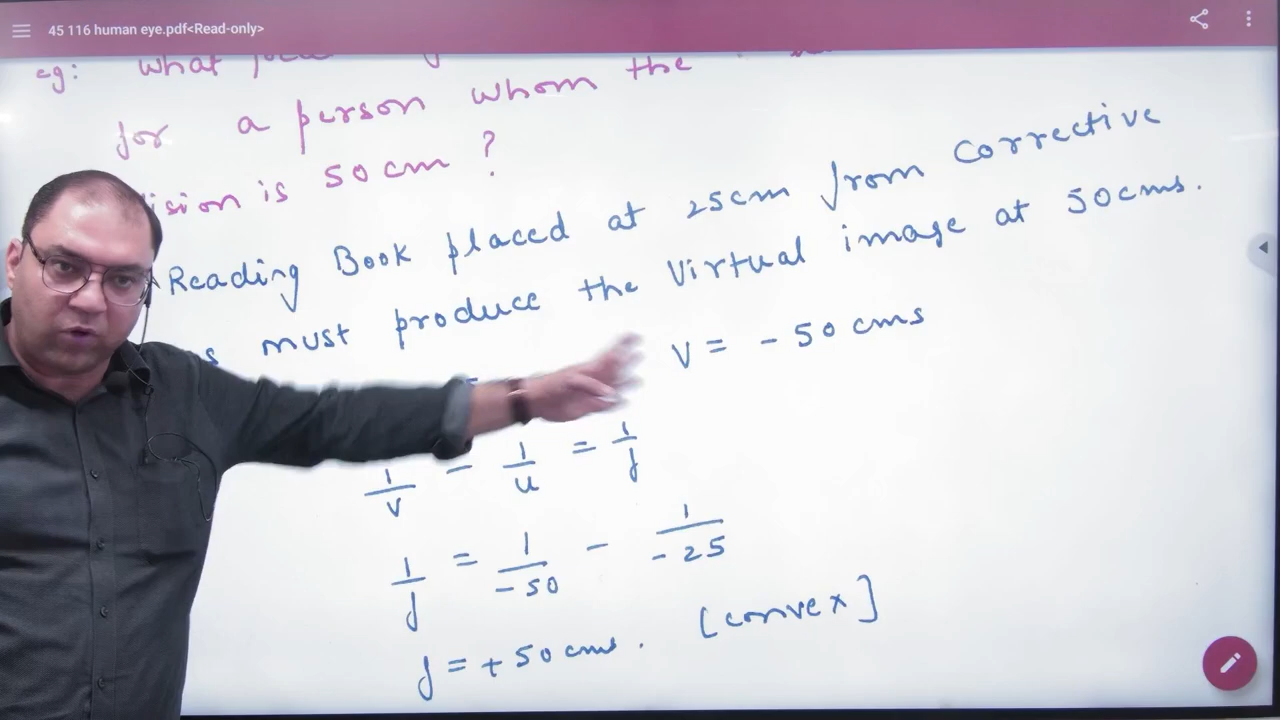 45 116 human eye.pdf<Read-only>
eg: what
for a person whom the
ision is 50 cm ?
Reading Book placed at 25cm from corrective
s must produce the virtual image at 50cms.
v = - 50 cms
1/v - 1/u = 1/f
1/f = 1/-50 - 1/-25
f = + 50 cms. [convex]